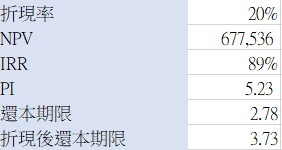 折現率 20%
NPV 677,536
IRR 89%
PI 5.23
還本期限 2.78
折現後還本期限 3.73